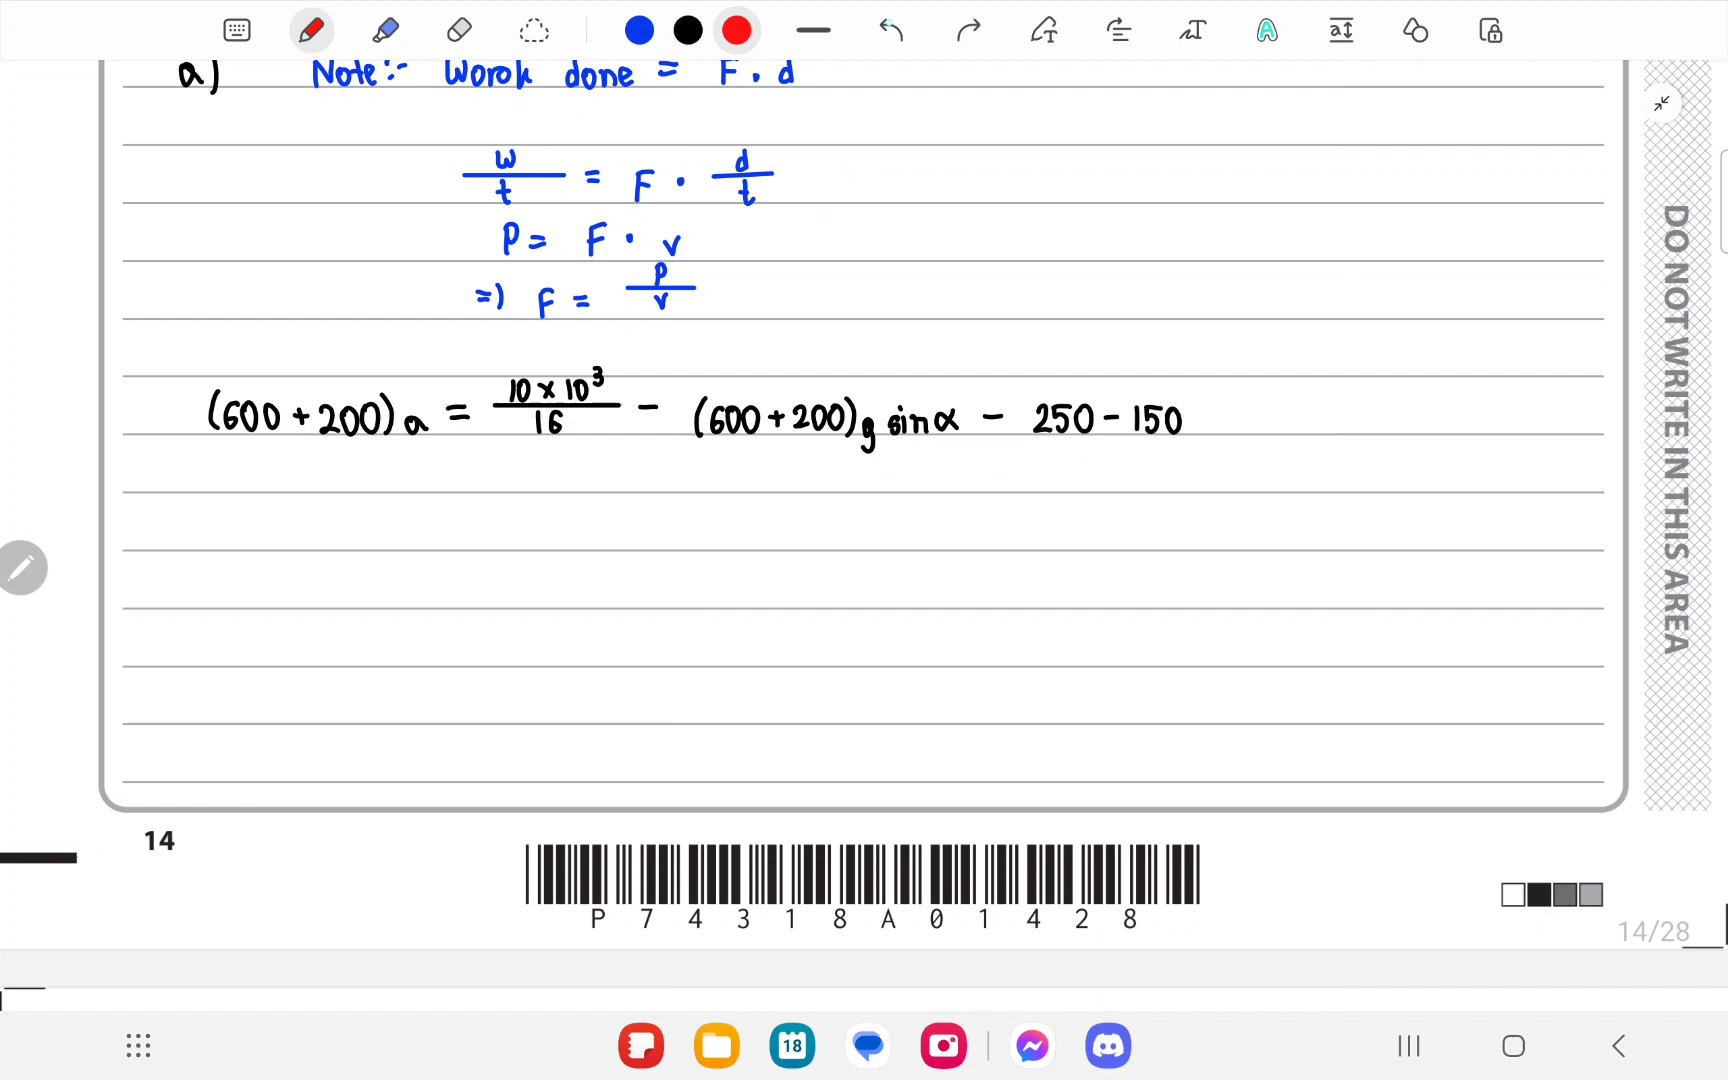 a) Note:- Work done = F . d
w/t = F . d/t
P = F . v
=) F = P/v
(600 + 200)a = 10 × 10³/16 - (600 + 200)g sinα - 250 - 150
DO NOT WRITE IN THIS AREA
14
P 7 4 3 1 8 A 0 1 4 2 8
14/28
18